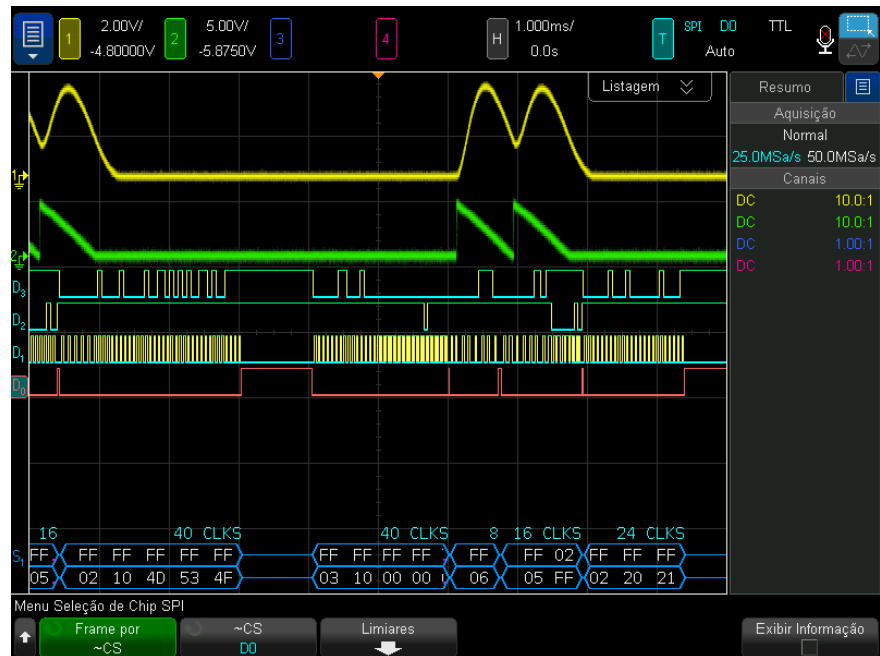 1 2.00V/ 2 5.00V/ 3 4 H 1.000ms/ T SPI D0 TTL
-4.80000V -5.8750V 0.0s Auto
Listagem
Resumo
Aquisição
Normal
25.0MSa/s 50.0MSa/s
Canais
DC 10.0:1
DC 10.0:1
DC 1.00:1
DC 1.00:1
1
2
D3
D2
D1
D0
16 40 CLKS 40 CLKS 8 16 CLKS 24 CLKS
S1 FF FF FF FF FF FF FF FF FF FF FF FF 02 FF FF FF
05 02 10 4D 53 4F 03 10 00 00 06 05 FF 02 20 21
Menu Seleção de Chip SPI
Frame por ~CS Limiares Exibir Informação
~CS D0